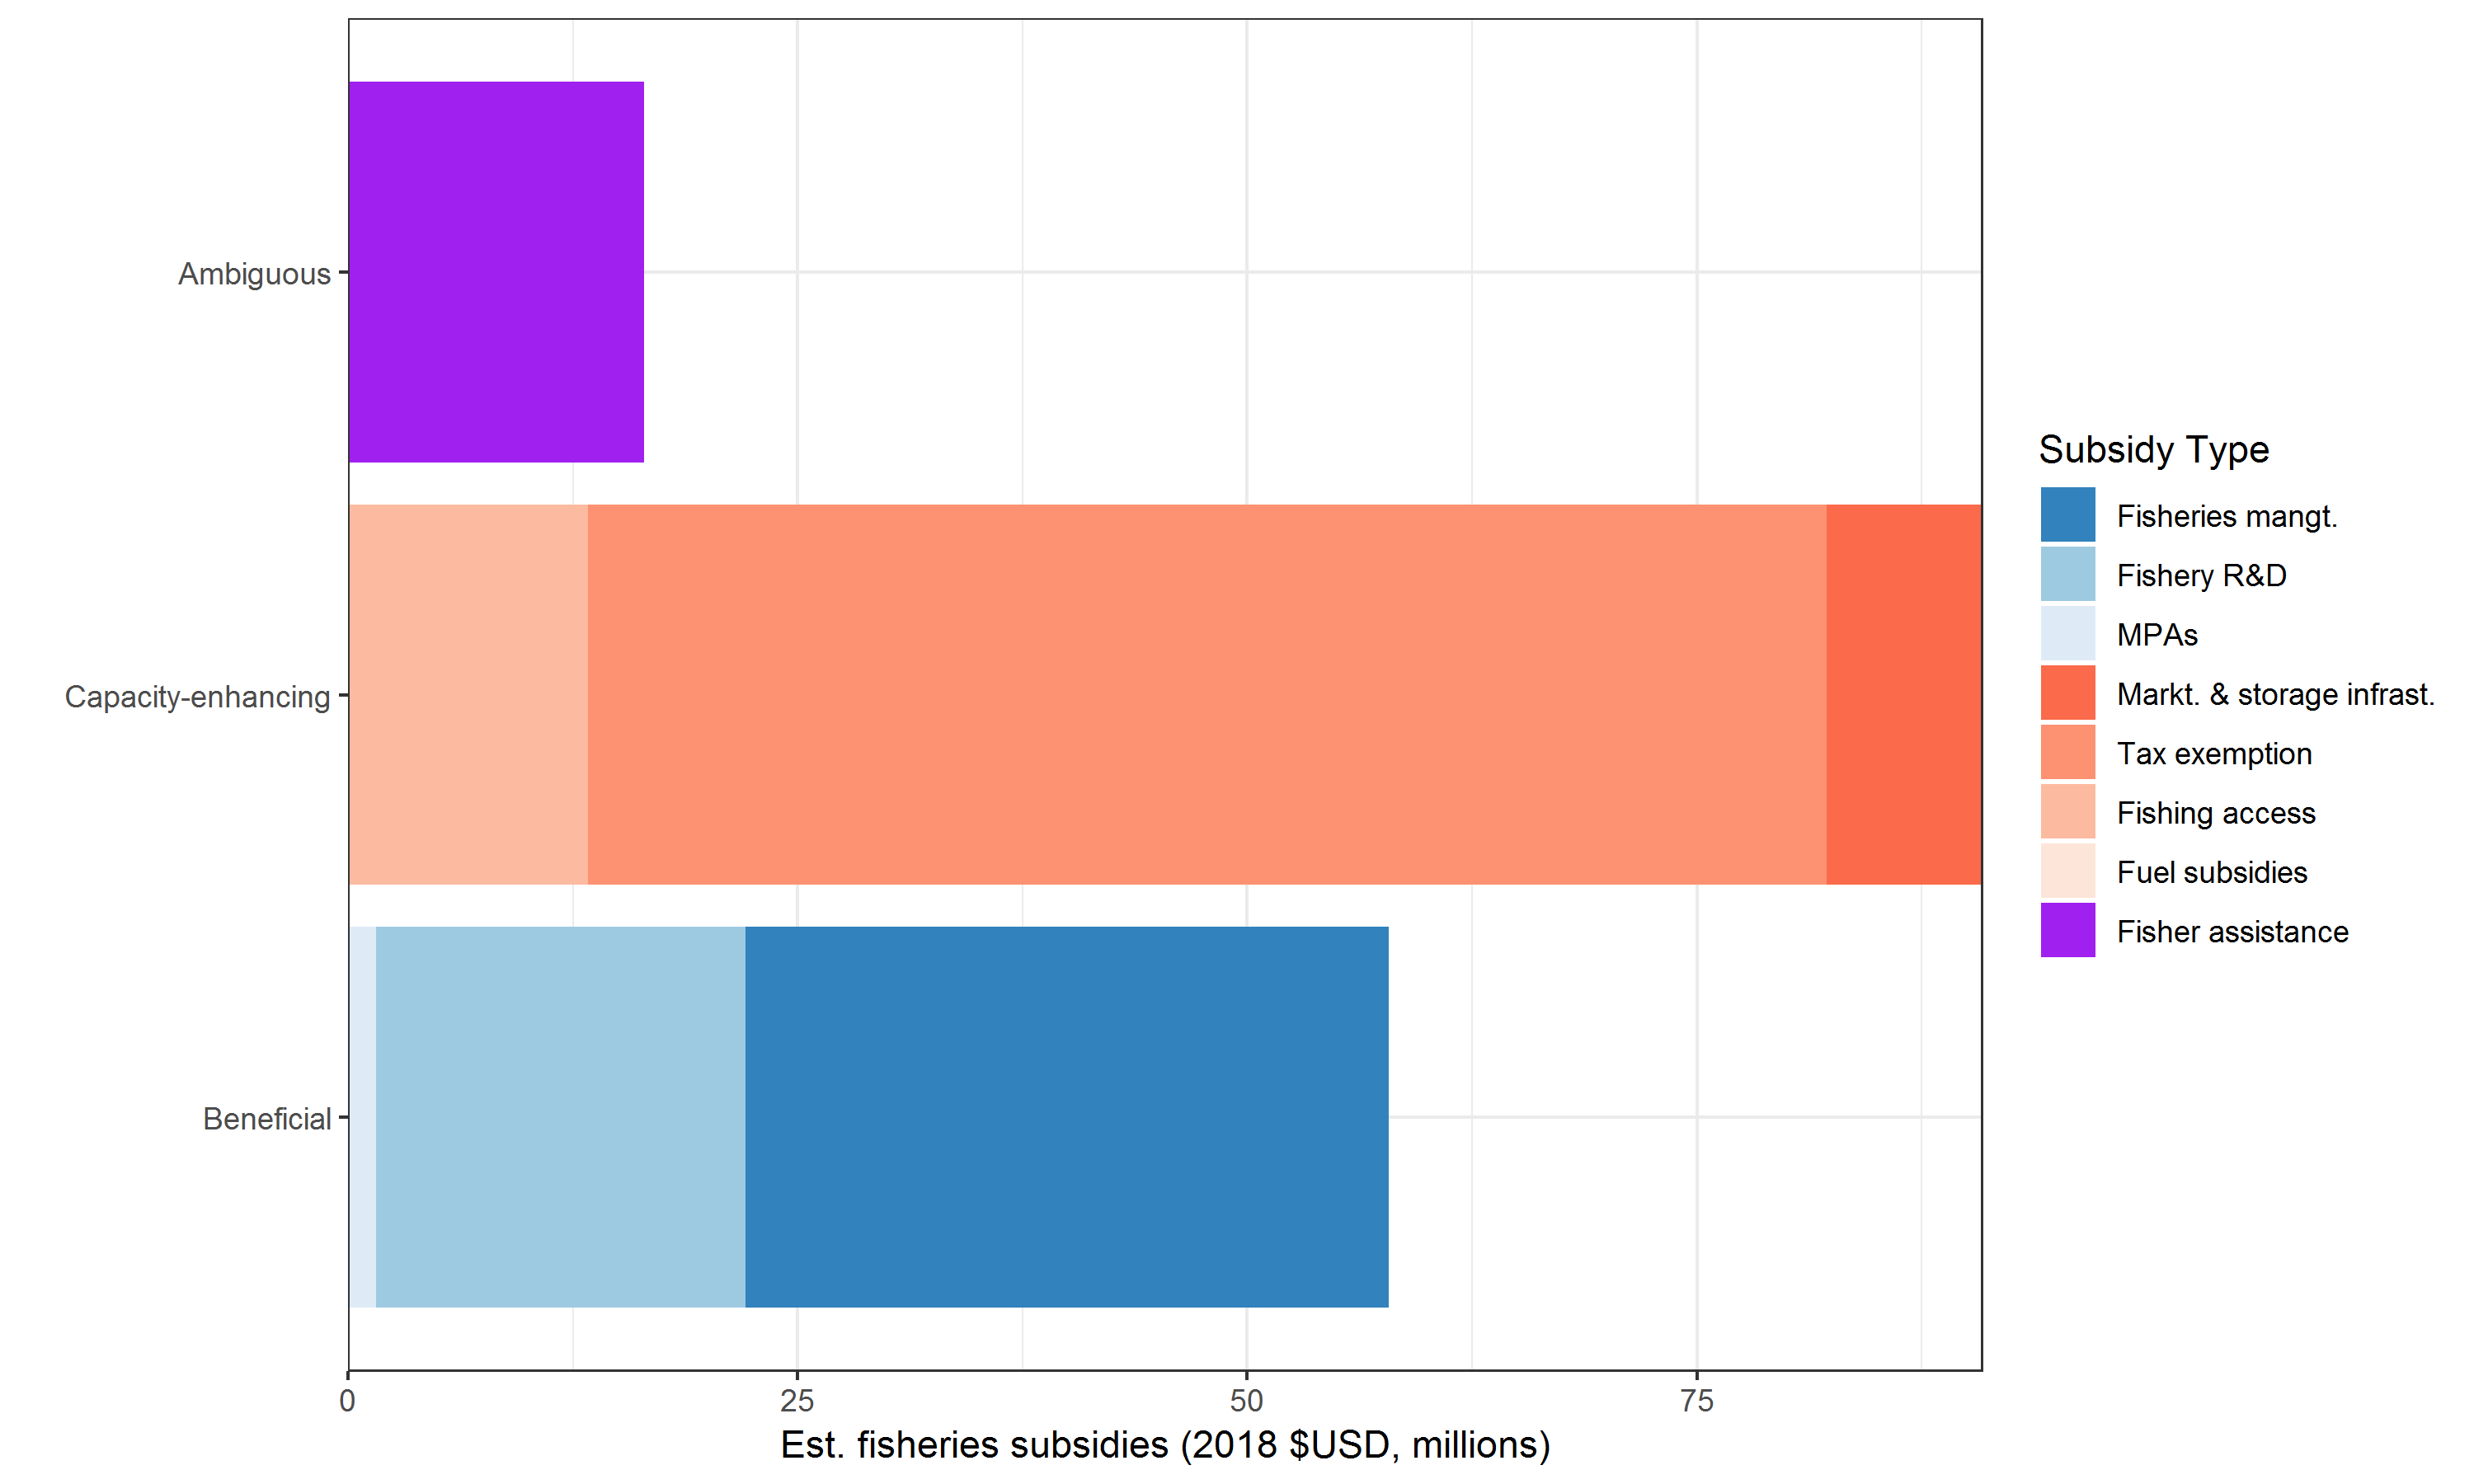 Ambiguous
Capacity-enhancing
Beneficial
0 25 50 75
Est. fisheries subsidies (2018 $USD, millions)
Subsidy Type
Fisheries mangt.
Fishery R&D
MPAs
Markt. & storage infrast.
Tax exemption
Fishing access
Fuel subsidies
Fisher assistance